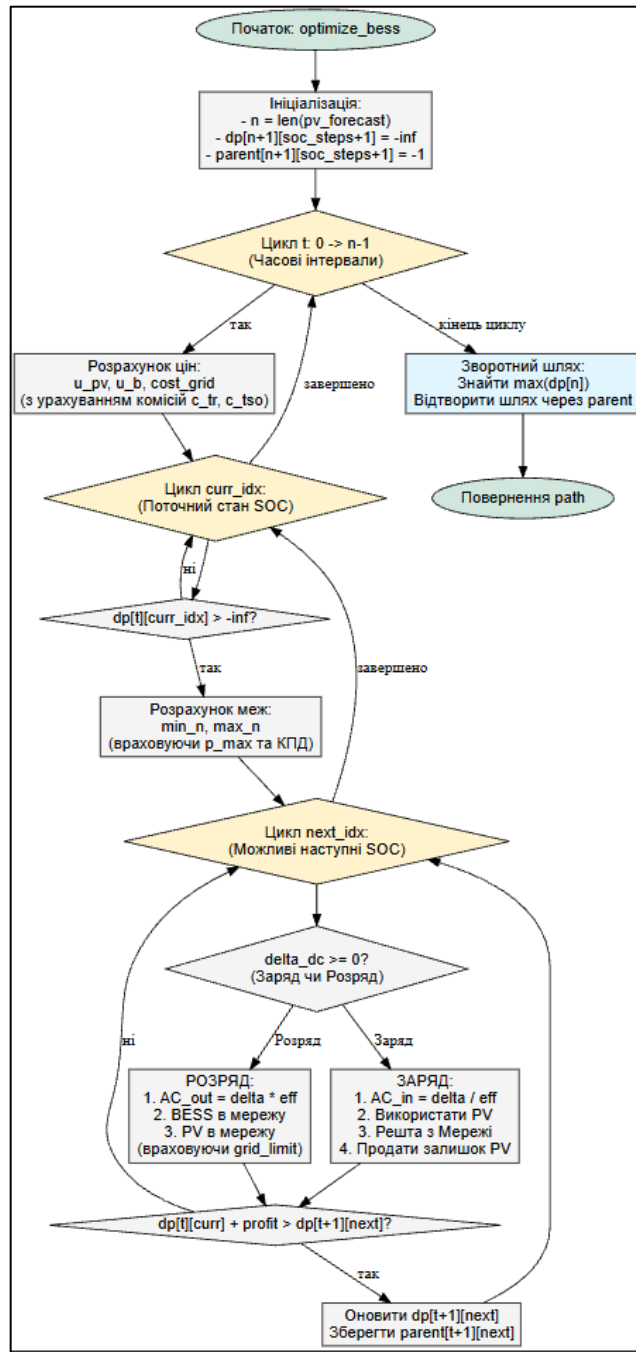 Початок: optimize_bess
Ініціалізація:
- n = len(pv_forecast)
- dp[n+1][soc_steps+1] = -inf
- parent[n+1][soc_steps+1] = -1
Цикл t: 0 -> n-1
(Часові інтервали)
так
кінець циклу
Розрахунок цін:
u_pv, u_b, cost_grid
(з урахуванням комісій c_tr, c_tso)
завершено
Зворотний шлях:
Знайти max(dp[n])
Відтворити шлях через parent
Цикл curr_idx:
(Поточний стан SOC)
Повернення path
ні
dp[t][curr_idx] > -inf?
так
завершено
Розрахунок меж:
min_n, max_n
(враховуючи p_max та КПД)
Цикл next_idx:
(Можливі наступні SOC)
delta_dc >= 0?
(Заряд чи Розряд)
ні
Розряд
Заряд
РОЗРЯД:
1. AC_out = delta * eff
2. BESS в мережу
3. PV в мережу
(враховуючи grid_limit)
ЗАРЯД:
1. AC_in = delta / eff
2. Використати PV
3. Решта з Мережі
4. Продати залишок PV
dp[t][curr] + profit > dp[t+1][next]?
так
Оновити dp[t+1][next]
Зберегти parent[t+1][next]